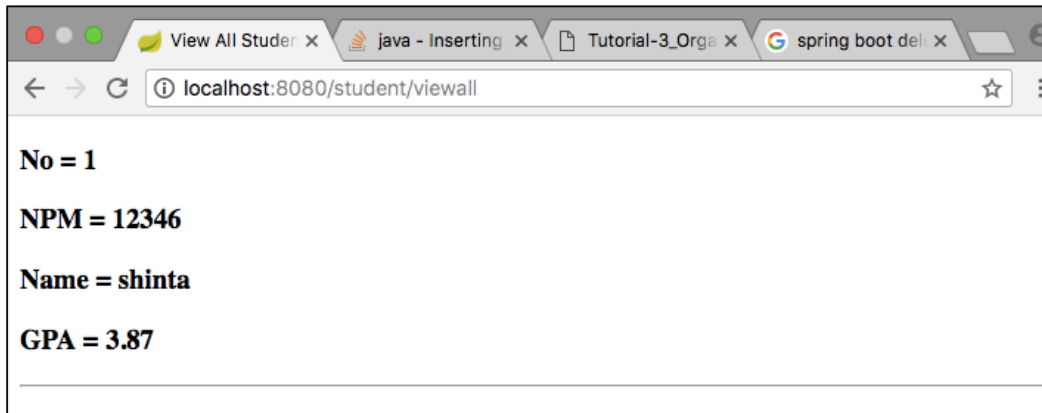 View All Studen java - Inserting Tutorial-3_Orga spring boot del
localhost:8080/student/viewall
No = 1
NPM = 12346
Name = shinta
GPA = 3.87